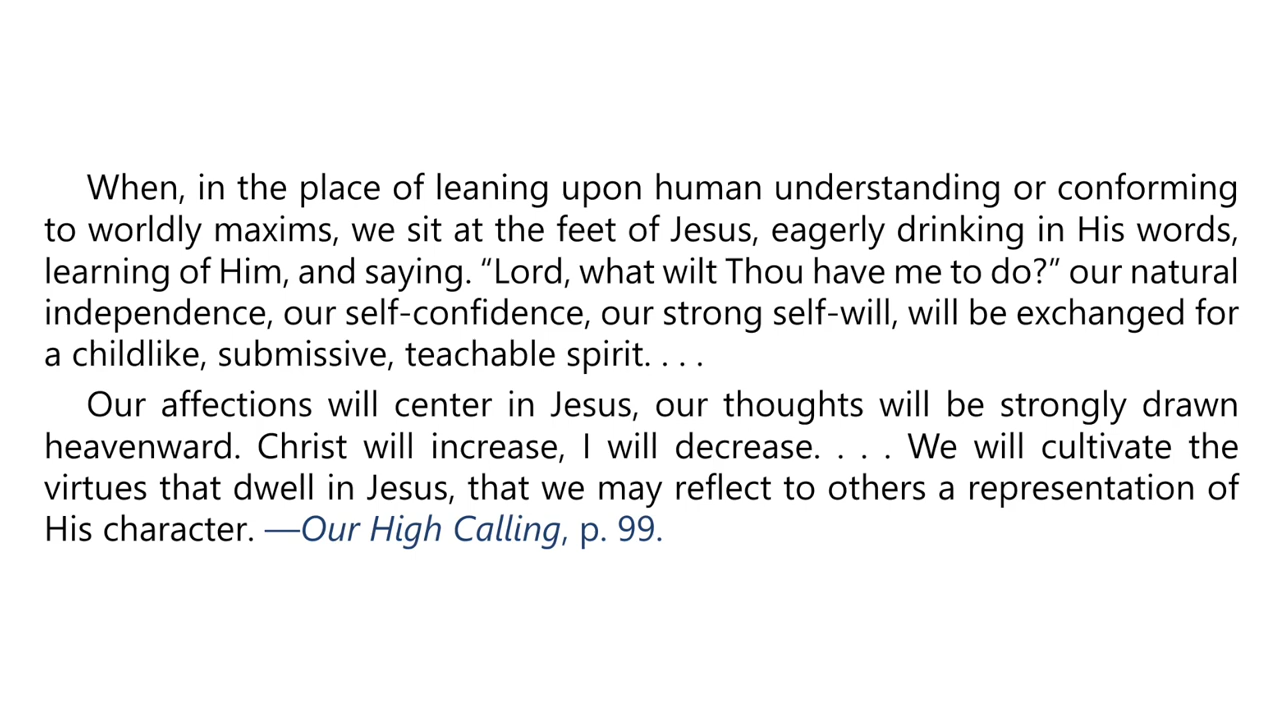 When, in the place of leaning upon human understanding or conforming
to worldly maxims, we sit at the feet of Jesus, eagerly drinking in His words,
learning of Him, and saying. “Lord, what wilt Thou have me to do?” our natural
independence, our self-confidence, our strong self-will, will be exchanged for
a childlike, submissive, teachable spirit. . . .
Our affections will center in Jesus, our thoughts will be strongly drawn
heavenward. Christ will increase, I will decrease. . . . We will cultivate the
virtues that dwell in Jesus, that we may reflect to others a representation of
His character. —Our High Calling, p. 99.